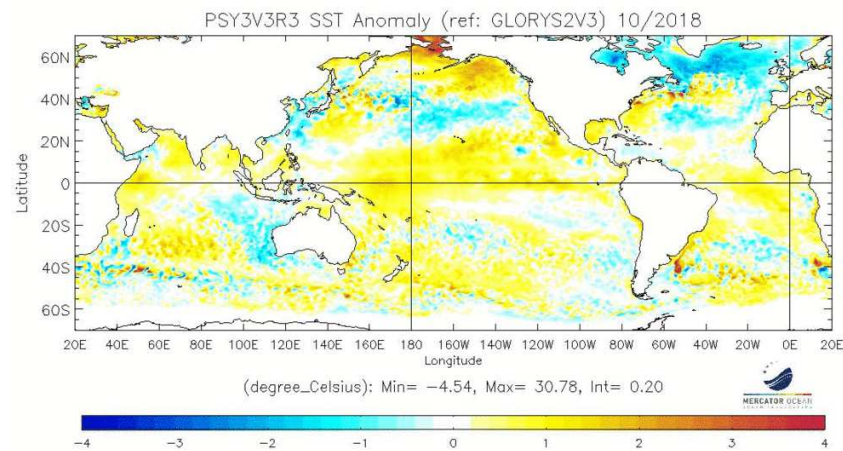 PSY3V3R3 SST Anomaly (ref: GLORYS2V3) 10/2018
60N
40N
20N
0
20S
40S
60S
Latitude
20E 40E 60E 80E 100E 120E 140E 160E 180E 160W 140W 120W 100W 80W 60W 40W 20W 0E 20E
Longitude
(degree_Celsius): Min= −4.54, Max= 30.78, Int= 0.20
MERCATOR OCEAN
−4 −3 −2 −1 0 1 2 3 4